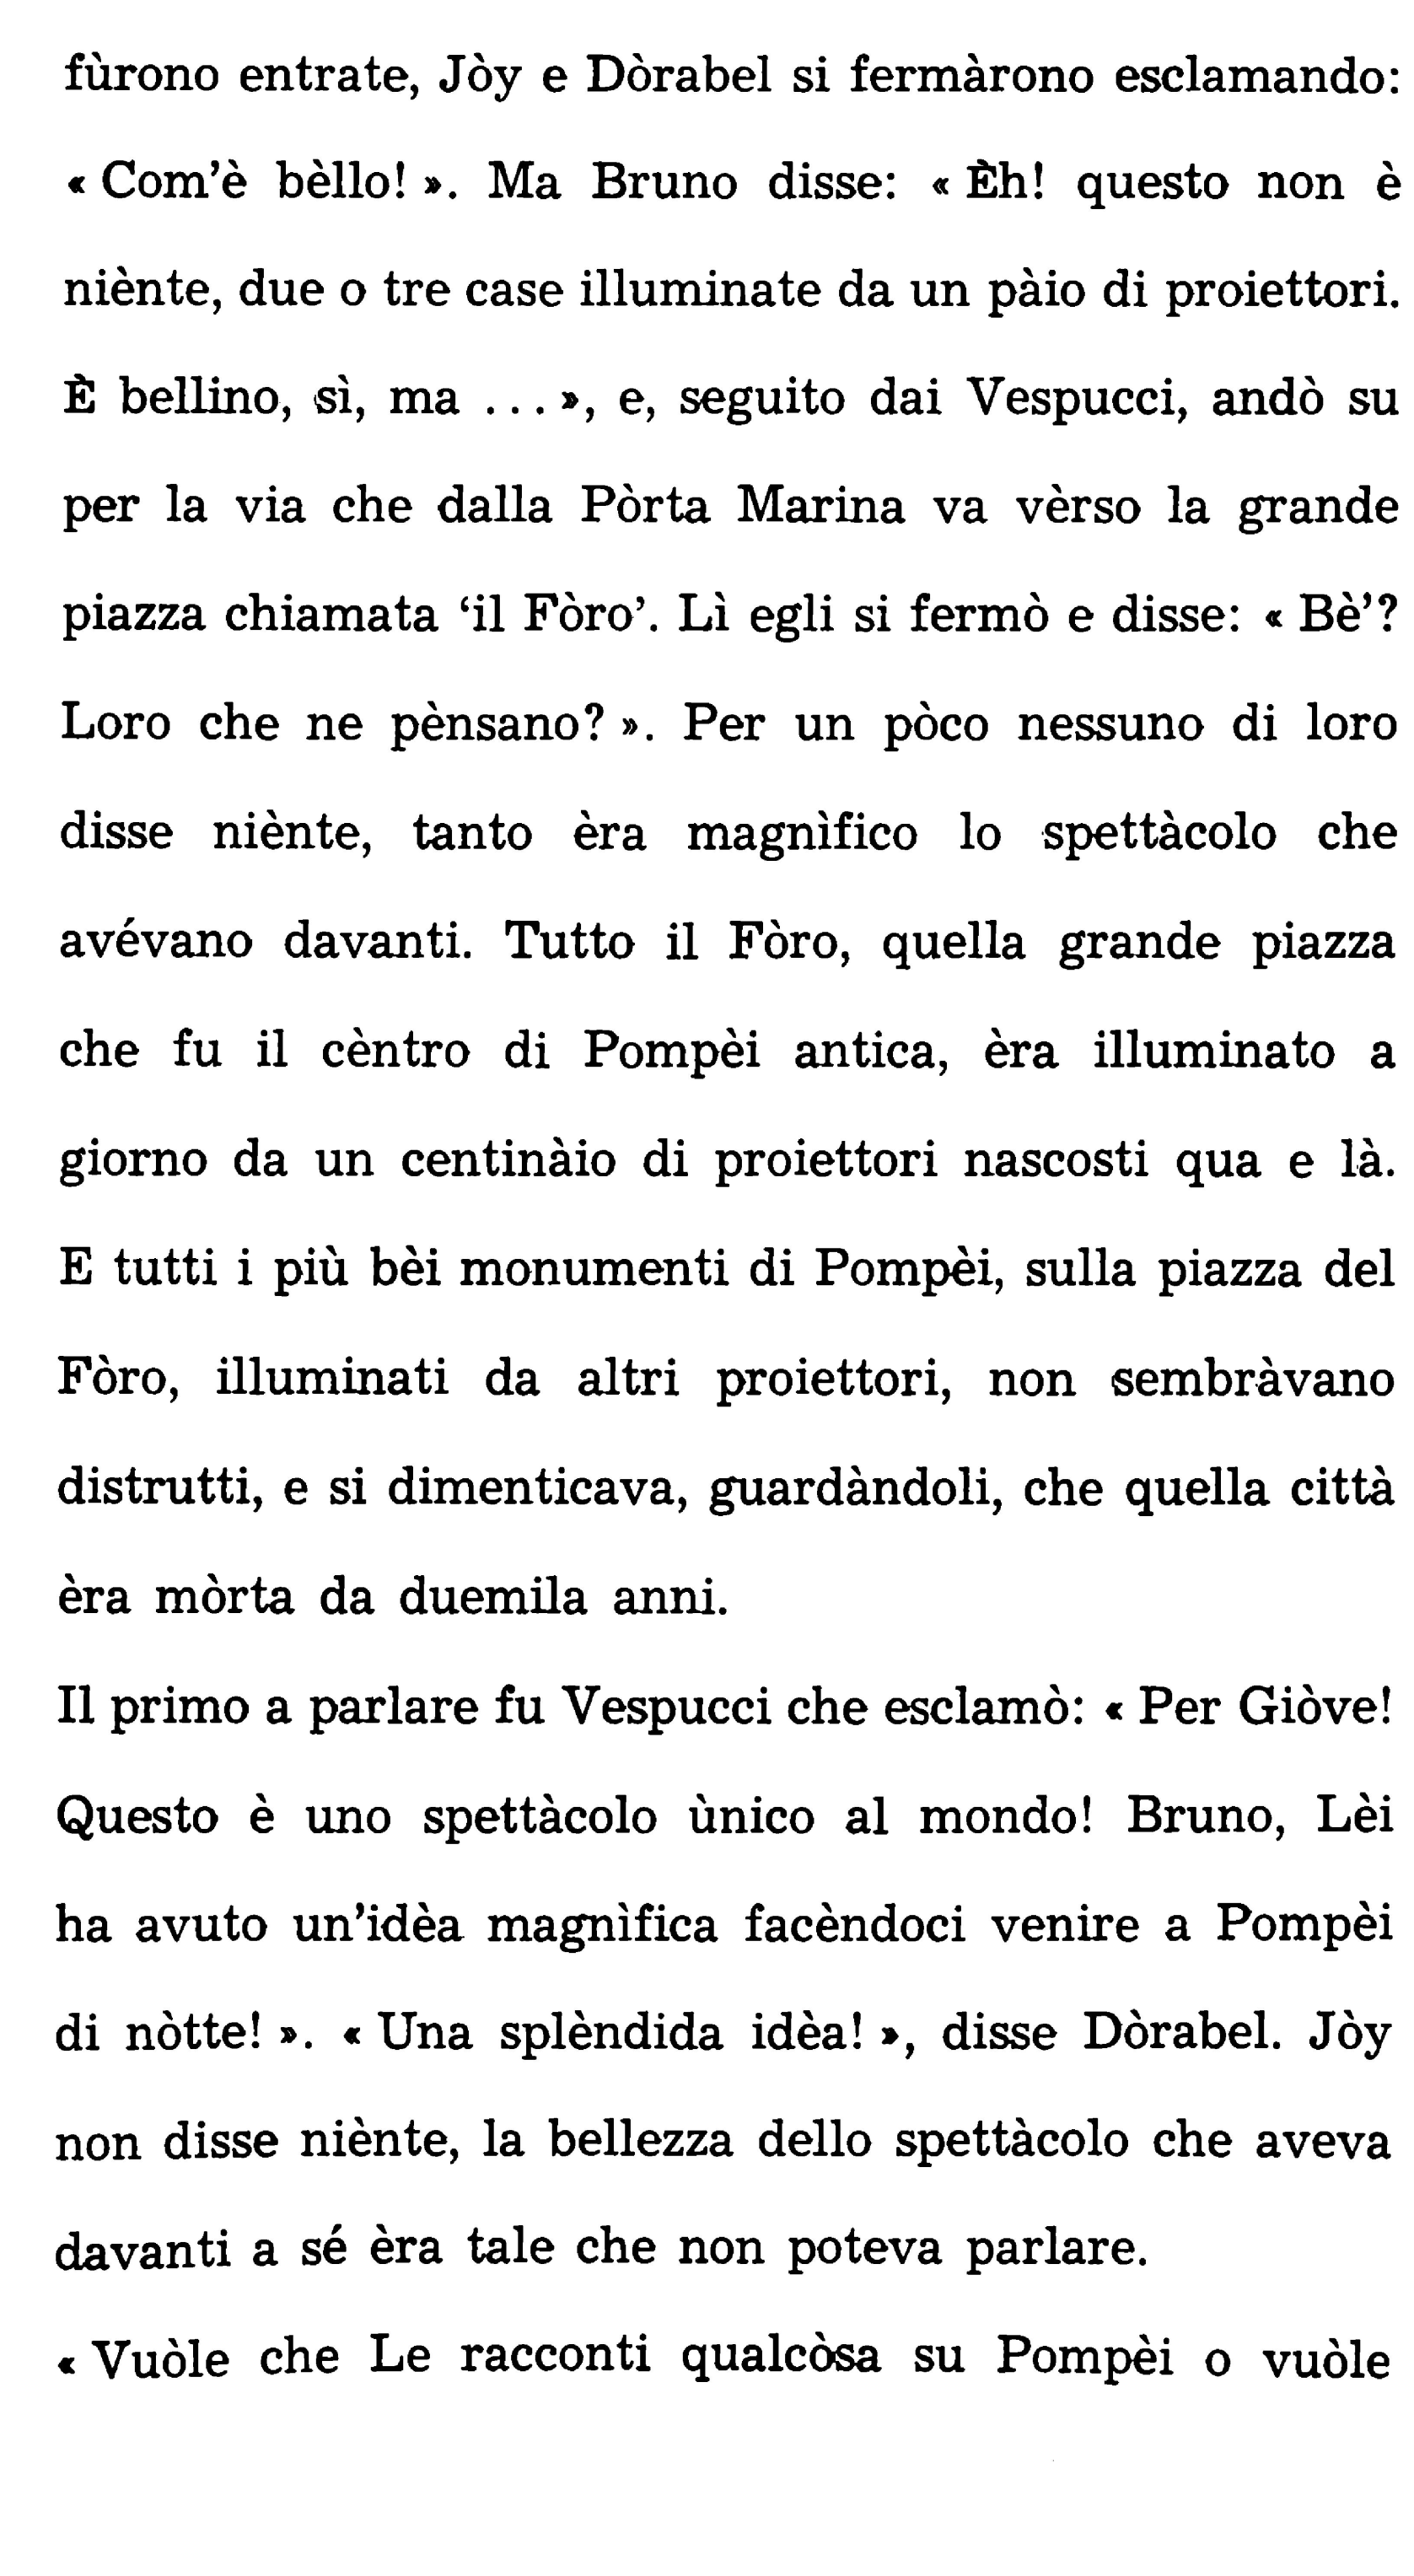 fùrono entrate, Jòy e Dòrabel si fermàrono esclamando:
« Com’è bèllo! ». Ma Bruno disse: « Èh! questo non è
niènte, due o tre case illuminate da un pàio di proiettori.
È bellino, sì, ma ... », e, seguito dai Vespucci, andò su
per la via che dalla Pòrta Marina va vèrso la grande
piazza chiamata ‘il Fòro’. Lì egli si fermò e disse: « Bè’?
Loro che ne pènsano? ». Per un pòco nessuno di loro
disse niènte, tanto èra magnìfico lo spettàcolo che
avévano davanti. Tutto il Fòro, quella grande piazza
che fu il cèntro di Pompèi antica, èra illuminato a
giorno da un centinàio di proiettori nascosti qua e là.
E tutti i più bèi monumenti di Pompèi, sulla piazza del
Fòro, illuminati da altri proiettori, non sembràvano
distrutti, e si dimenticava, guardàndoli, che quella città
èra mòrta da duemila anni.
Il primo a parlare fu Vespucci che esclamò: « Per Giòve!
Questo è uno spettàcolo ùnico al mondo! Bruno, Lèi
ha avuto un’idèa magnìfica facèndoci venire a Pompèi
di nòtte! ». « Una splèndida idèa! », disse Dòrabel. Jòy
non disse niènte, la bellezza dello spettàcolo che aveva
davanti a sé èra tale che non poteva parlare.
« Vuòle che Le racconti qualcòsa su Pompèi o vuòle